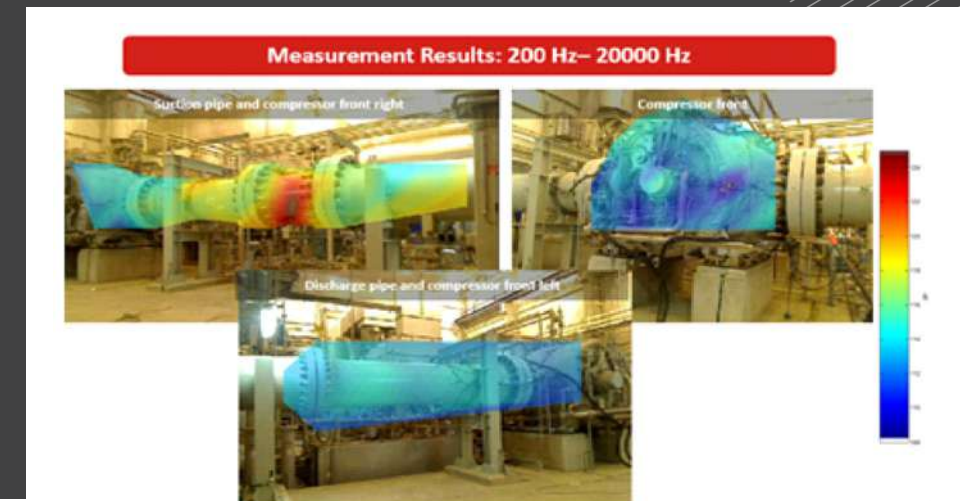 Measurement Results: 200 Hz– 20000 Hz
Suction pipe and compressor front right
Compressor front
Discharge pipe and compressor front left